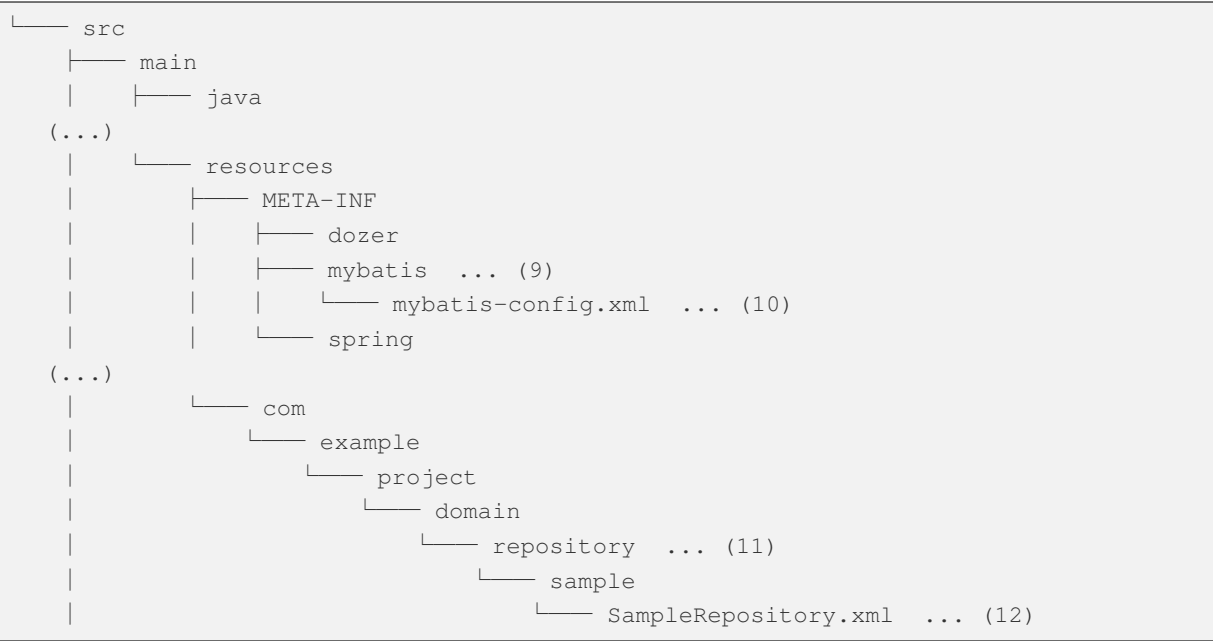 └── src
    ├── main
    │   ├── java
   (...)
    │   └── resources
    │       ├── META-INF
    │       │   ├── dozer
    │       │   ├── mybatis  ... (9)
    │       │   │   └── mybatis-config.xml  ... (10)
    │       │   └── spring
   (...)
    │       └── com
    │           └── example
    │               └── project
    │                   └── domain
    │                       └── repository  ... (11)
    │                           └── sample
    │                               └── SampleRepository.xml  ... (12)